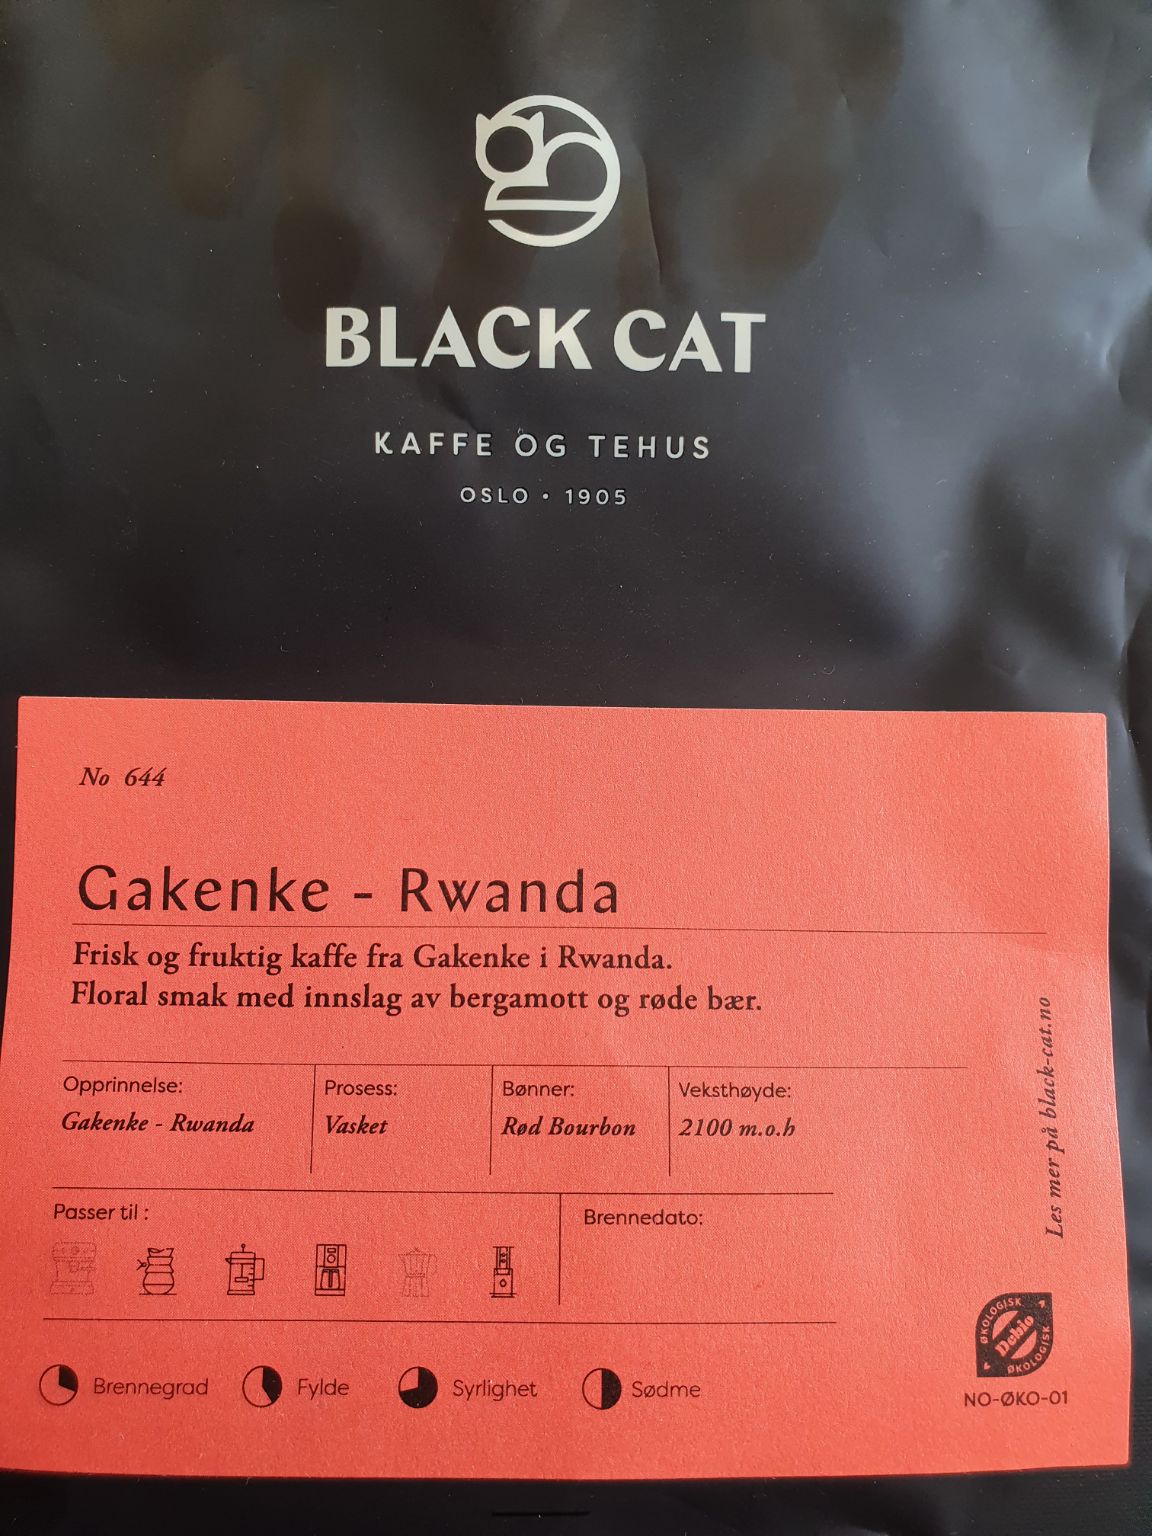 BLACK CAT
KAFFE OG TEHUS
OSLO • 1905
No 644
Gakenke - Rwanda
Frisk og fruktig kaffe fra Gakenke i Rwanda.
Floral smak med innslag av bergamott og røde bær.
Opprinnelse:
Gakenke - Rwanda
Prosess:
Vasket
Bønner:
Rød Bourbon
Veksthøyde:
2100 m.o.h
Passer til :
Brennedato:
Brennegrad
Fylde
Syrlighet
Sødme
Les mer på black-cat.no
ØKOLOGISK
Debio
ØKOLOGISK
NO-ØKO-01